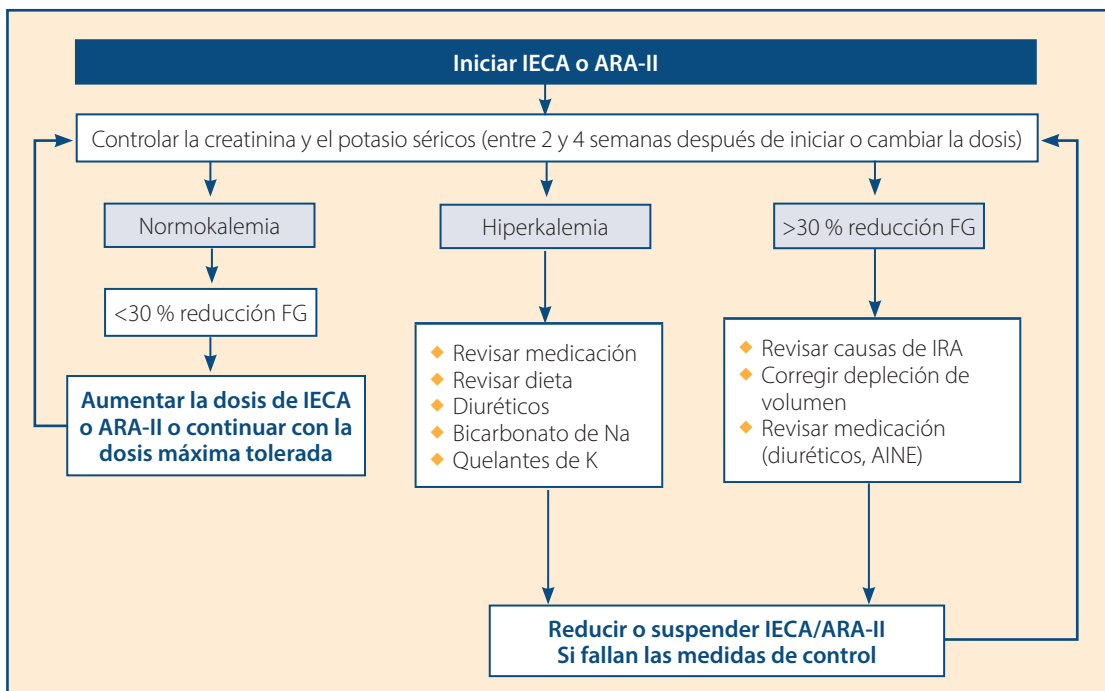 Iniciar IECA o ARA-II
Controlar la creatinina y el potasio séricos (entre 2 y 4 semanas después de iniciar o cambiar la dosis)
Normokalemia
<30 % reducción FG
Aumentar la dosis de IECA
o ARA-II o continuar con la
dosis máxima tolerada
Hiperkalemia
◆ Revisar medicación
◆ Revisar dieta
◆ Diuréticos
◆ Bicarbonato de Na
◆ Quelantes de K
>30 % reducción FG
◆ Revisar causas de IRA
◆ Corregir depleción de
volumen
◆ Revisar medicación
(diuréticos, AINE)
Reducir o suspender IECA/ARA-II
Si fallan las medidas de control